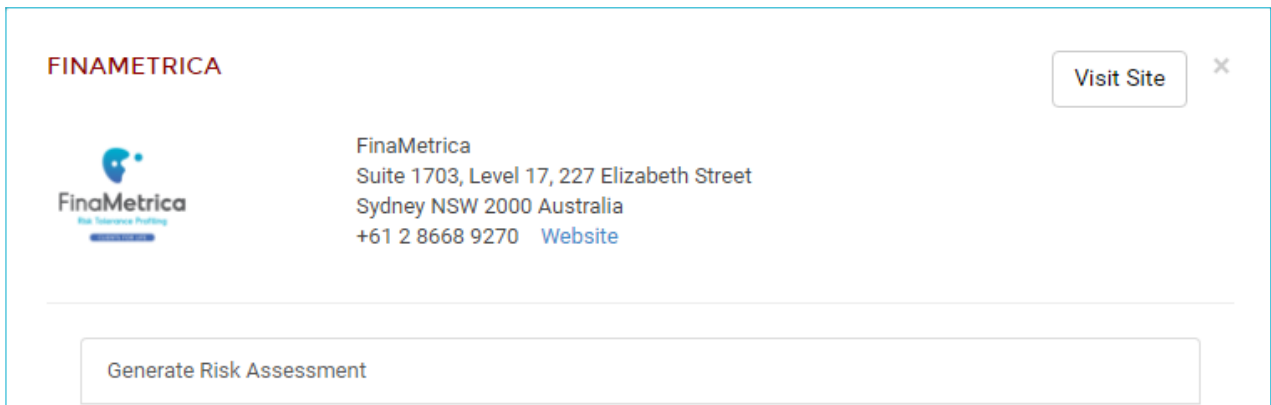 FINAMETRICA
Visit Site
×
FinaMetrica
Risk Tolerance Profiling
FinaMetrica
Suite 1703, Level 17, 227 Elizabeth Street
Sydney NSW 2000 Australia
+61 2 8668 9270 Website
Generate Risk Assessment